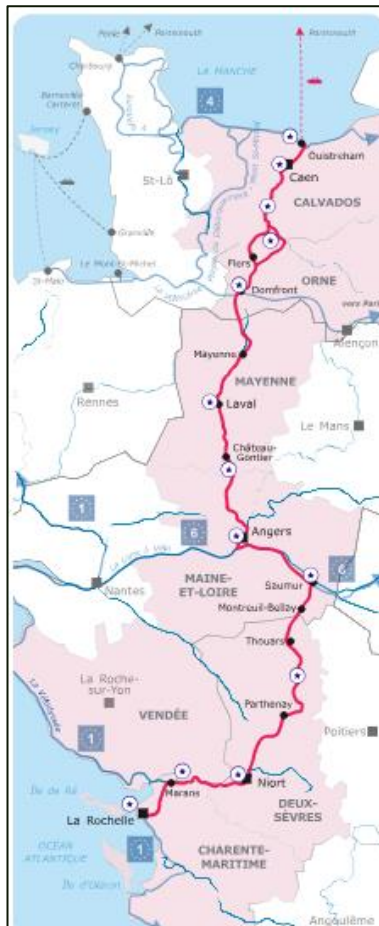 Poole
Portsmouth
Portsmouth
Cherbourg
LA MANCHE
Barneville
Carteret
4
Jersey
Ouistreham
St-Lô
Caen
CALVADOS
Granville
Flers
Le Mont-St-Michel
ORNE
St-Malo
Domfront
vers Paris
Alençon
Mayenne
MAYENNE
Rennes
Laval
Le Mans
Château-
Gontier
1
6
Angers
La Loire à Vélo
Saumur
6
Nantes
MAINE-
ET-LOIRE
Montreuil-Bellay
Thouars
La Vélodyssée
La Roche-
sur-Yon
VENDÉE
Parthenay
Poitiers
1
Île de Ré
Marans
Niort
La Rochelle
DEUX-
SÈVRES
OCÉAN
ATLANTIQUE
1
CHARENTE-
MARITIME
Île d'Oléron
Angoulême